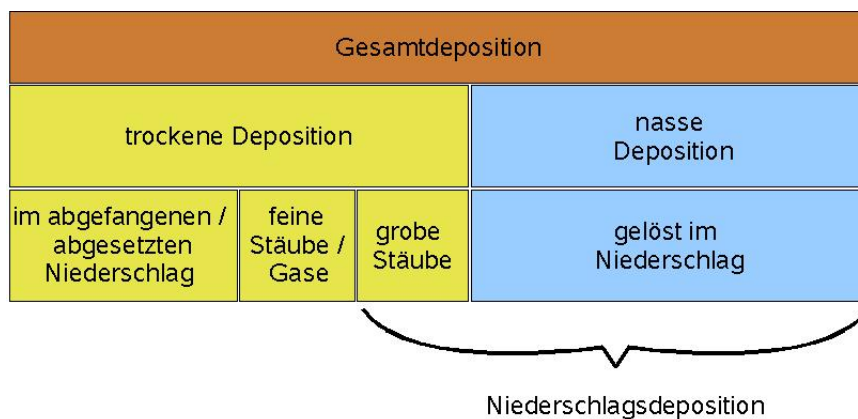 Gesamtdeposition
trockene Deposition
nasse
Deposition
im abgefangenen /
abgesetzten
Niederschlag
feine
Stäube /
Gase
grobe
Stäube
gelöst im
Niederschlag
Niederschlagsdeposition